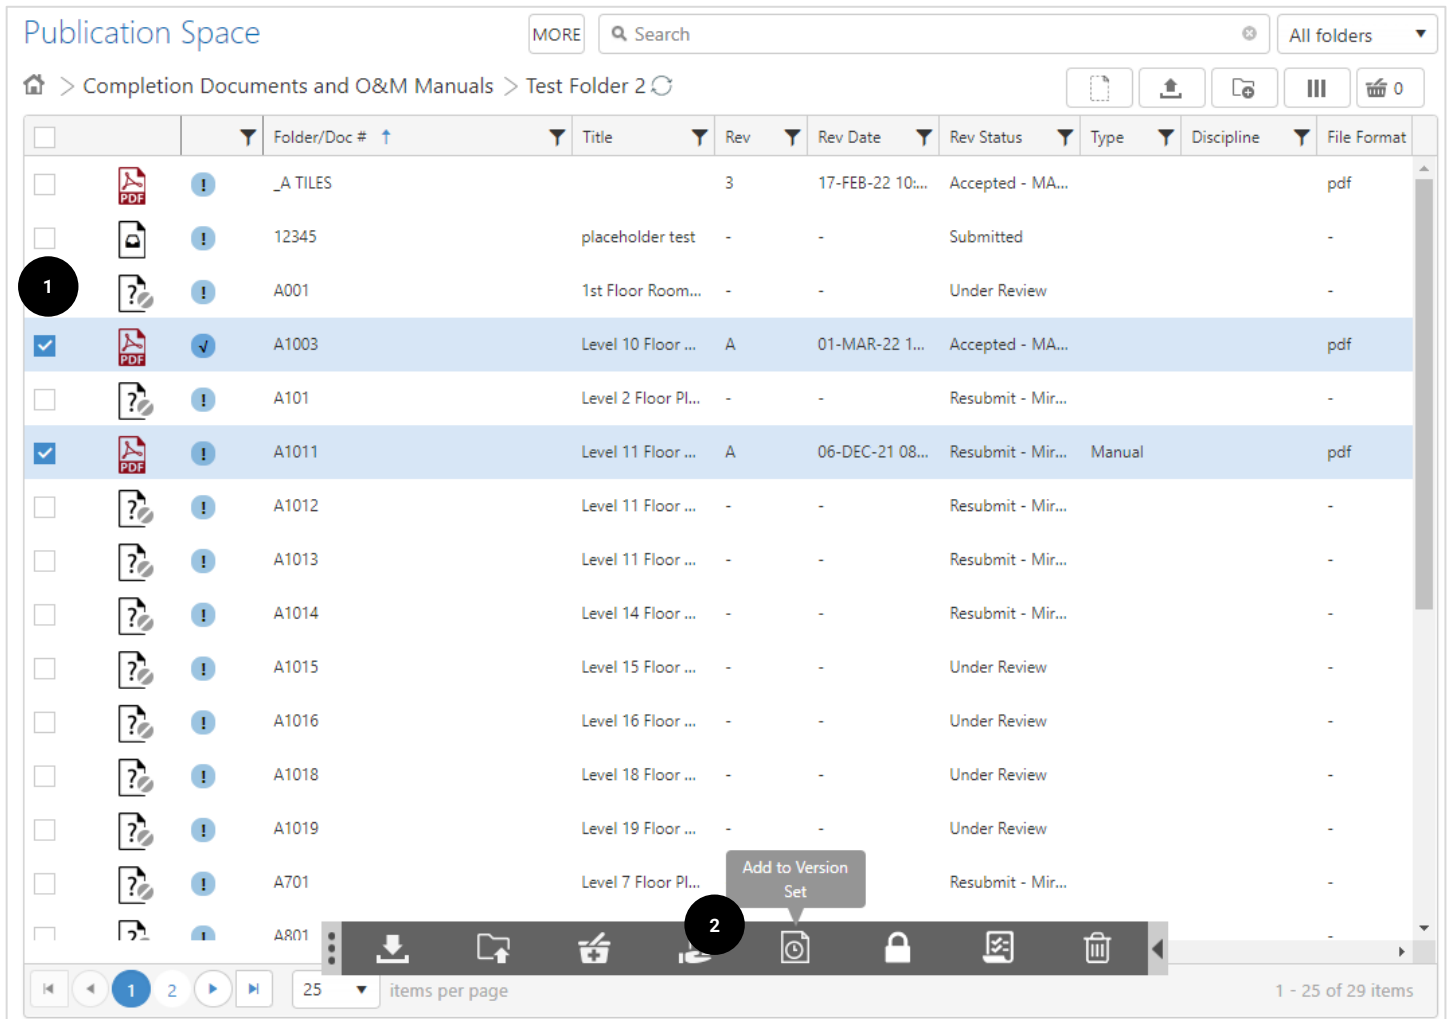 Publication Space
MORE
Search
All folders
Completion Documents and O&M Manuals > Test Folder 2
0
Folder/Doc # ↑ Title Rev Rev Date Rev Status Type Discipline File Format
PDF ! _A TILES 3 17-FEB-22 10:... Accepted - MA... pdf
! 12345 placeholder test - - Submitted -
1
? ! A001 1st Floor Room... - - Under Review -
PDF √ A1003 Level 10 Floor ... A 01-MAR-22 1... Accepted - MA... pdf
? ! A101 Level 2 Floor Pl... - - Resubmit - Mir... -
PDF ! A1011 Level 11 Floor ... A 06-DEC-21 08... Resubmit - Mir... Manual pdf
? ! A1012 Level 11 Floor ... - - Resubmit - Mir... -
? ! A1013 Level 11 Floor ... - - Resubmit - Mir... -
? ! A1014 Level 14 Floor ... - - Resubmit - Mir... -
? ! A1015 Level 15 Floor ... - - Under Review -
? ! A1016 Level 16 Floor ... - - Under Review -
? ! A1018 Level 18 Floor ... - - Under Review -
? ! A1019 Level 19 Floor ... - - Under Review -
Add to Version
Set
? ! A701 Level 7 Floor Pl... Resubmit - Mir... -
2
? ! A801 -
1 2 25 items per page 1 - 25 of 29 items